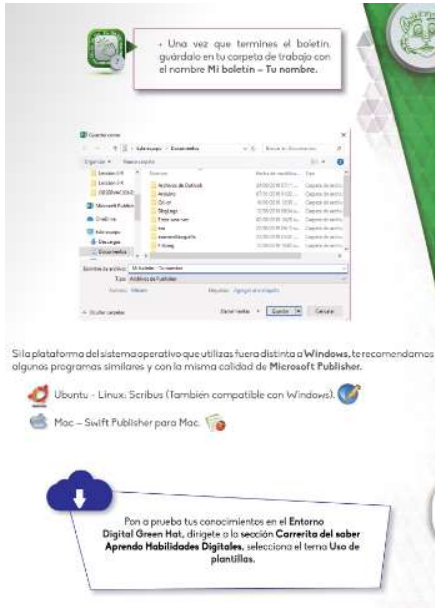 • Una vez que termines el boletín,
guárdalo en tu carpeta de trabajo con
el nombre Mi boletín – Tu nombre.
Guardar como
Este equipo > Documentos
Organizar
Nueva carpeta
Nombre
Microsoft Publisher
Archivos de Outlook
OneDrive
Este equipo
Descargas
Documentos
Nombre de archivo: Mi boletín - Tu nombre
Tipo: Archivos de Publisher
Autores:
Etiquetas: Agregar una etiqueta
Ocultar carpetas
Herramientas
Guardar
Cancelar
Si la plataforma del sistema operativo que utilizas fuera distinta a Windows, te recomendamos
algunos programas similares y con la misma calidad de Microsoft Publisher.
Ubuntu - Linux: Scribus (También compatible con Windows).
Mac – Swift Publisher para Mac.
Pon a prueba tus conocimientos en el Entorno
Digital Green Hat, dirígete a la sección Carrerita del saber
Aprendo Habilidades Digitales, selecciona el tema Uso de
plantillas.